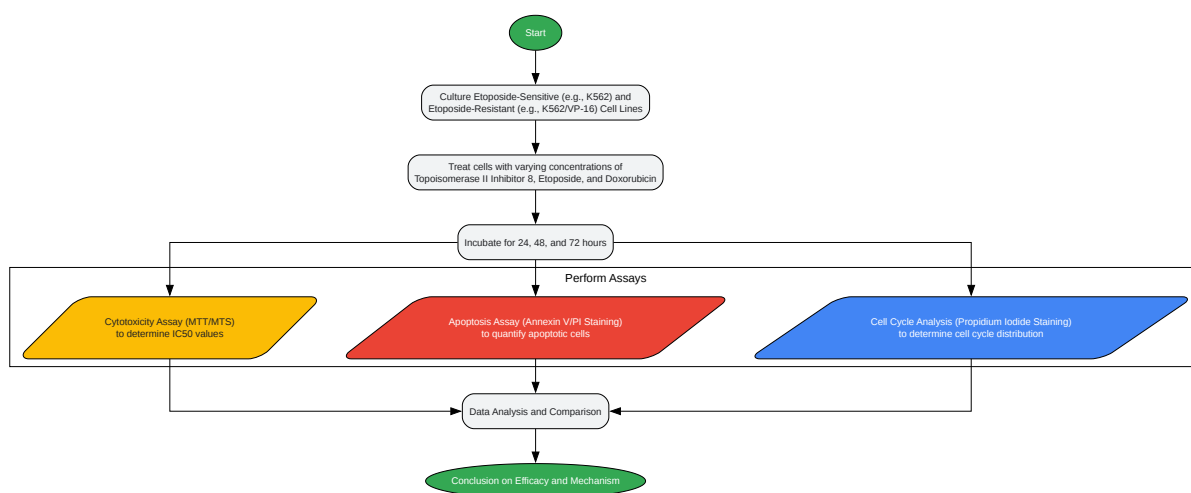 Start
Culture Etoposide-Sensitive (e.g., K562) and
Etoposide-Resistant (e.g., K562/VP-16) Cell Lines
Treat cells with varying concentrations of
Topoisomerase II Inhibitor 8, Etoposide, and Doxorubicin
Incubate for 24, 48, and 72 hours
Perform Assays
Cytotoxicity Assay (MTT/MTS)
to determine IC50 values
Apoptosis Assay (Annexin V/PI Staining)
to quantify apoptotic cells
Cell Cycle Analysis (Propidium Iodide Staining)
to determine cell cycle distribution
Data Analysis and Comparison
Conclusion on Efficacy and Mechanism